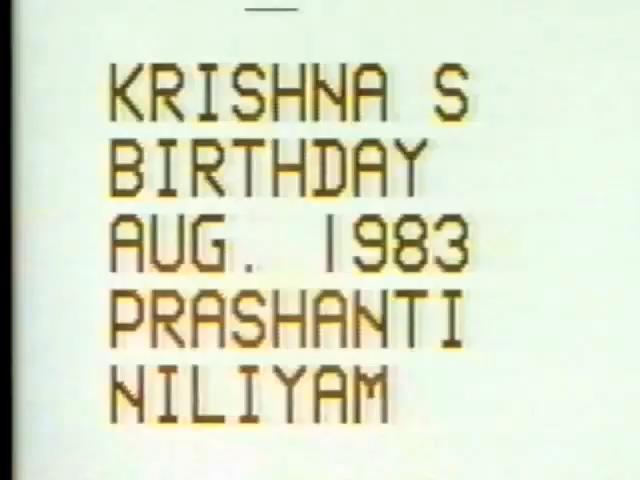 KRISHNA S
BIRTHDAY
AUG. 1983
PRASHANTI
NILIYAM